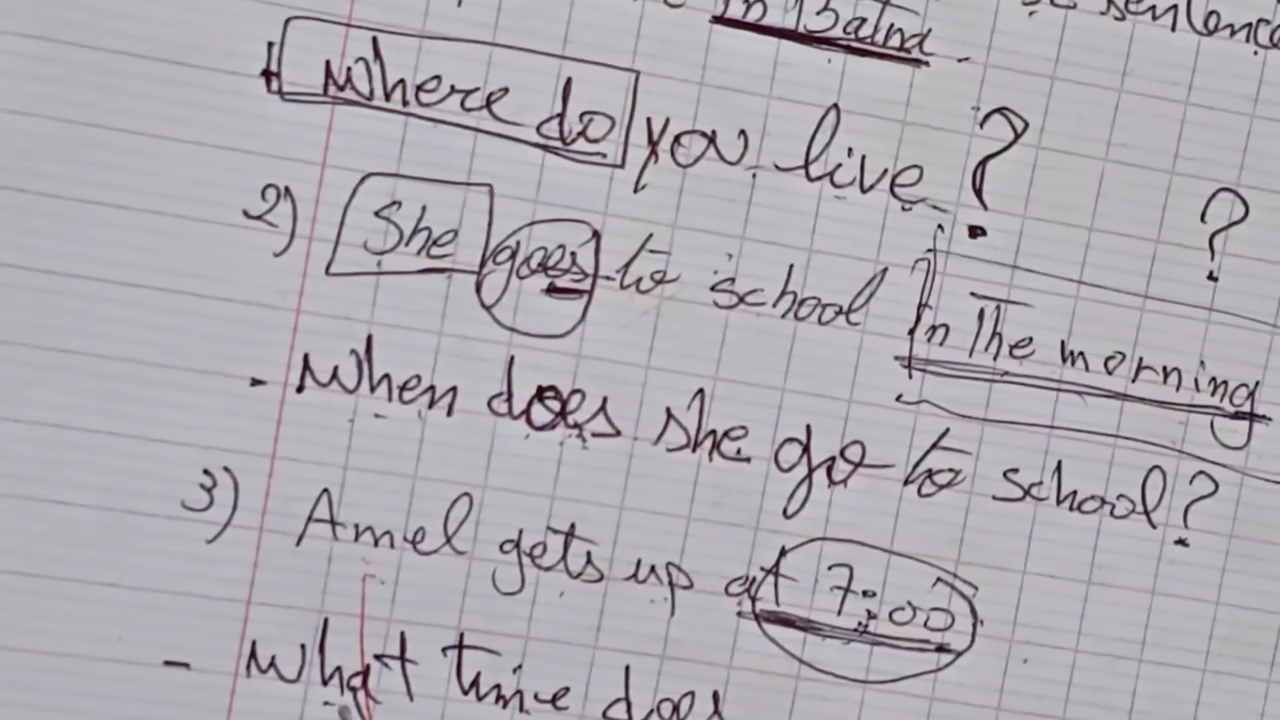 in Batna.
Where do you live?
2) She goes to school In The morning ?
- When does she go to school?
3) Amel gets up at 7:00
- What time does